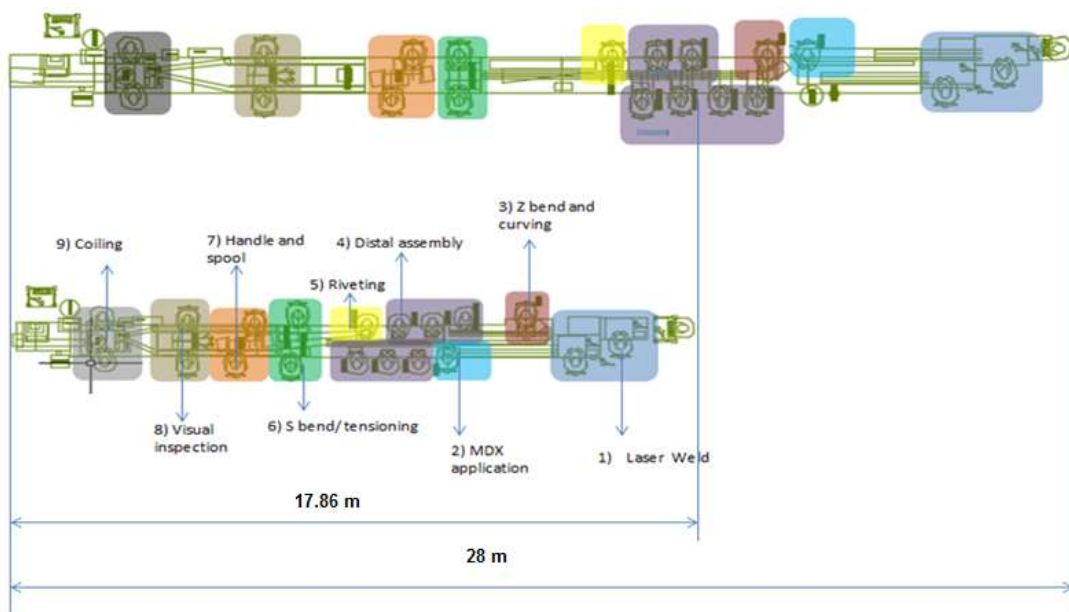 3) Z bend and
curving
7) Handle and
spool
9) Coiling
4) Distal assembly
5) Riveting
8) Visual
inspection
6) S bend/ tensioning
2) MDX
application
1) Laser Weld
17.86 m
28 m